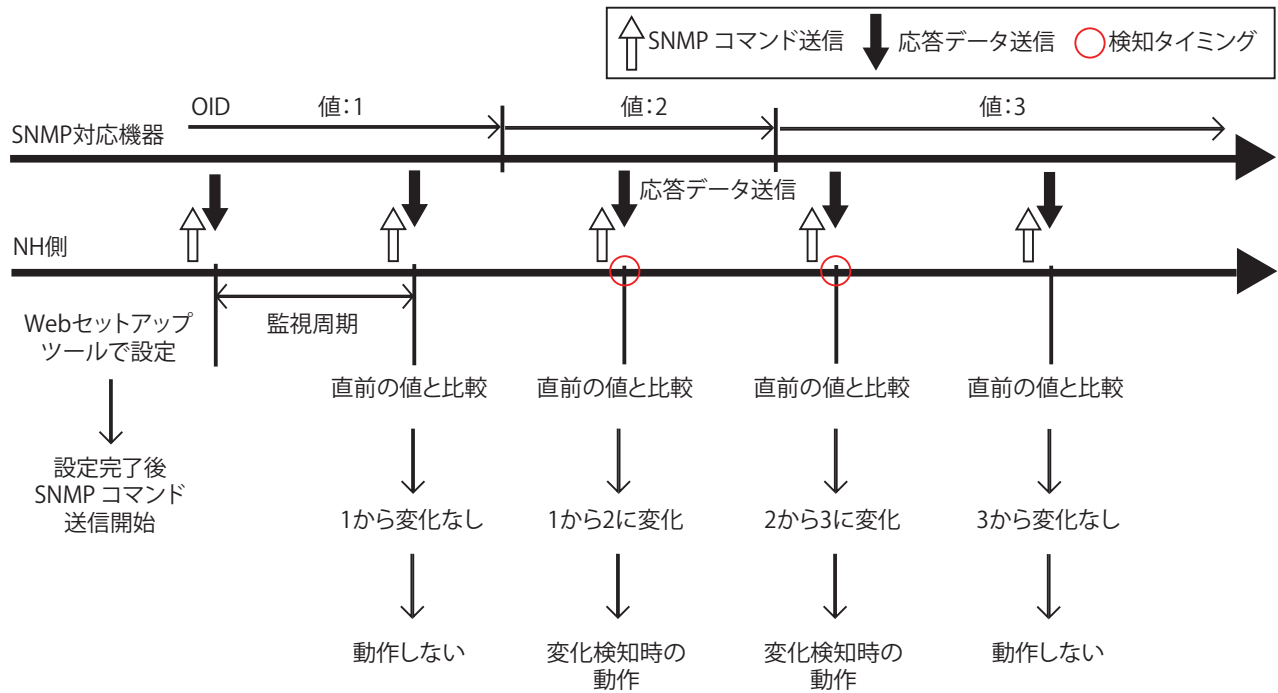 SNMP コマンド送信
応答データ送信
検知タイミング
OID
値：1
値：2
値：3
SNMP対応機器
応答データ送信
NH側
Webセットアップ
ツールで設定
監視周期
設定完了後
SNMP コマンド
送信開始
直前の値と比較
直前の値と比較
直前の値と比較
直前の値と比較
1から変化なし
1から2に変化
2から3に変化
3から変化なし
動作しない
変化検知時の
動作
変化検知時の
動作
動作しない